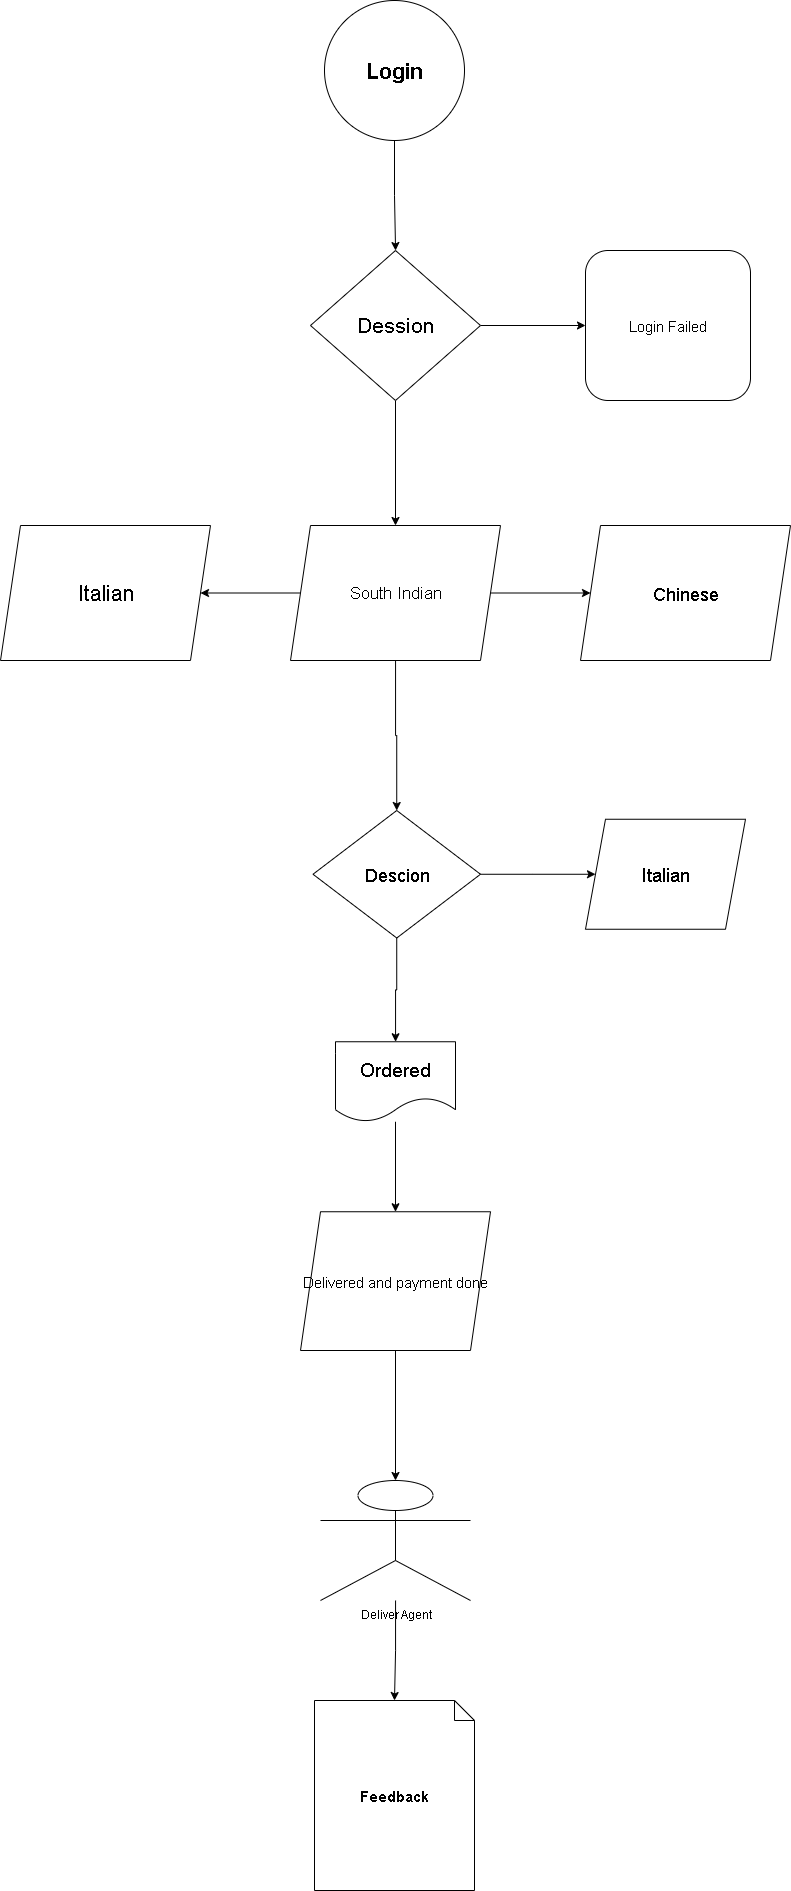 Login
Dession
Login Failed
Italian
South Indian
Chinese
Descion
Italian
Ordered
Delivered and payment done
Deliver Agent
Feedback